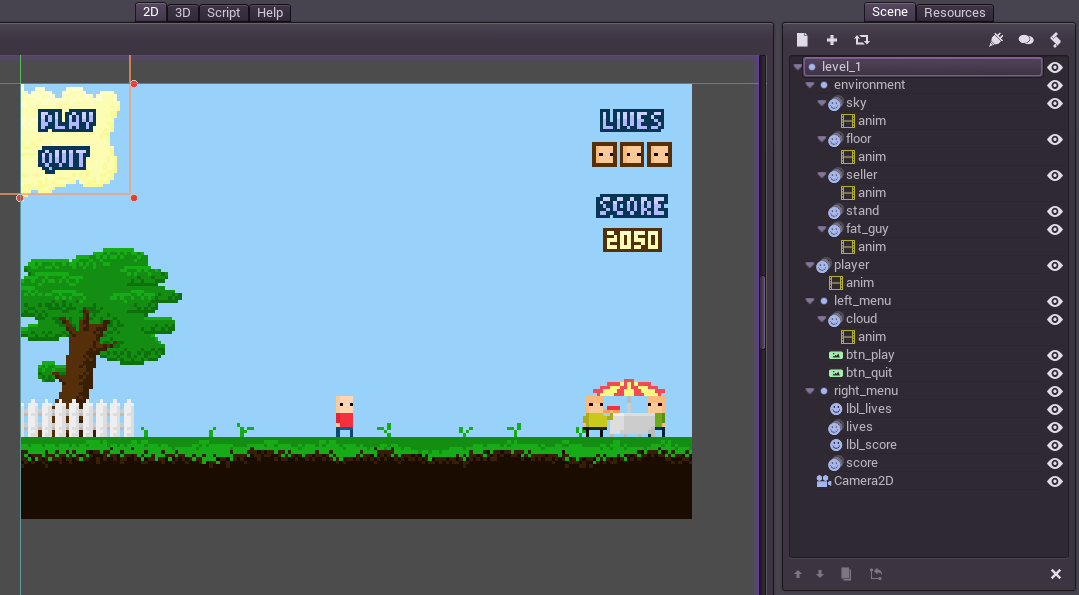 2D 3D Script Help
Scene Resources
PLAY
QUIT
LIVES
SCORE
2050
level_1
environment
sky
anim
floor
anim
seller
anim
stand
fat_guy
anim
player
anim
left_menu
cloud
anim
btn_play
btn_quit
right_menu
lbl_lives
lives
lbl_score
score
Camera2D